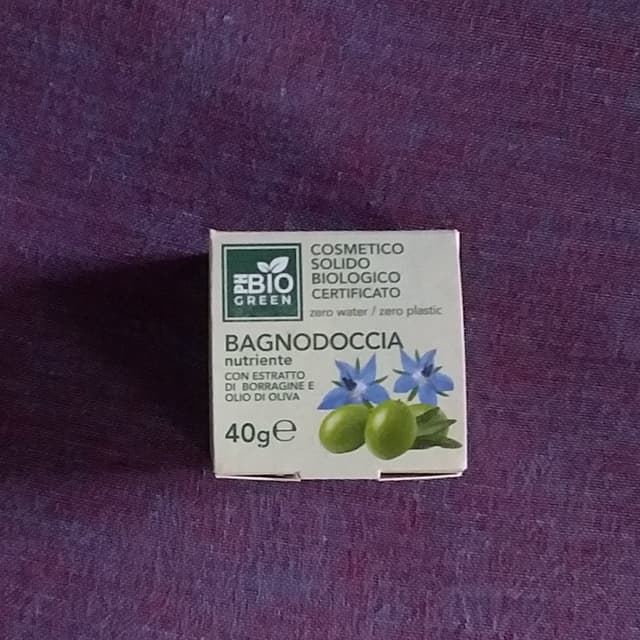 PH
BIO
GREEN
COSMETICO
SOLIDO
BIOLOGICO
CERTIFICATO
zero water / zero plastic
BAGNODOCCIA
nutriente
CON ESTRATTO
DI BORRAGINE E
OLIO DI OLIVA
40g℮